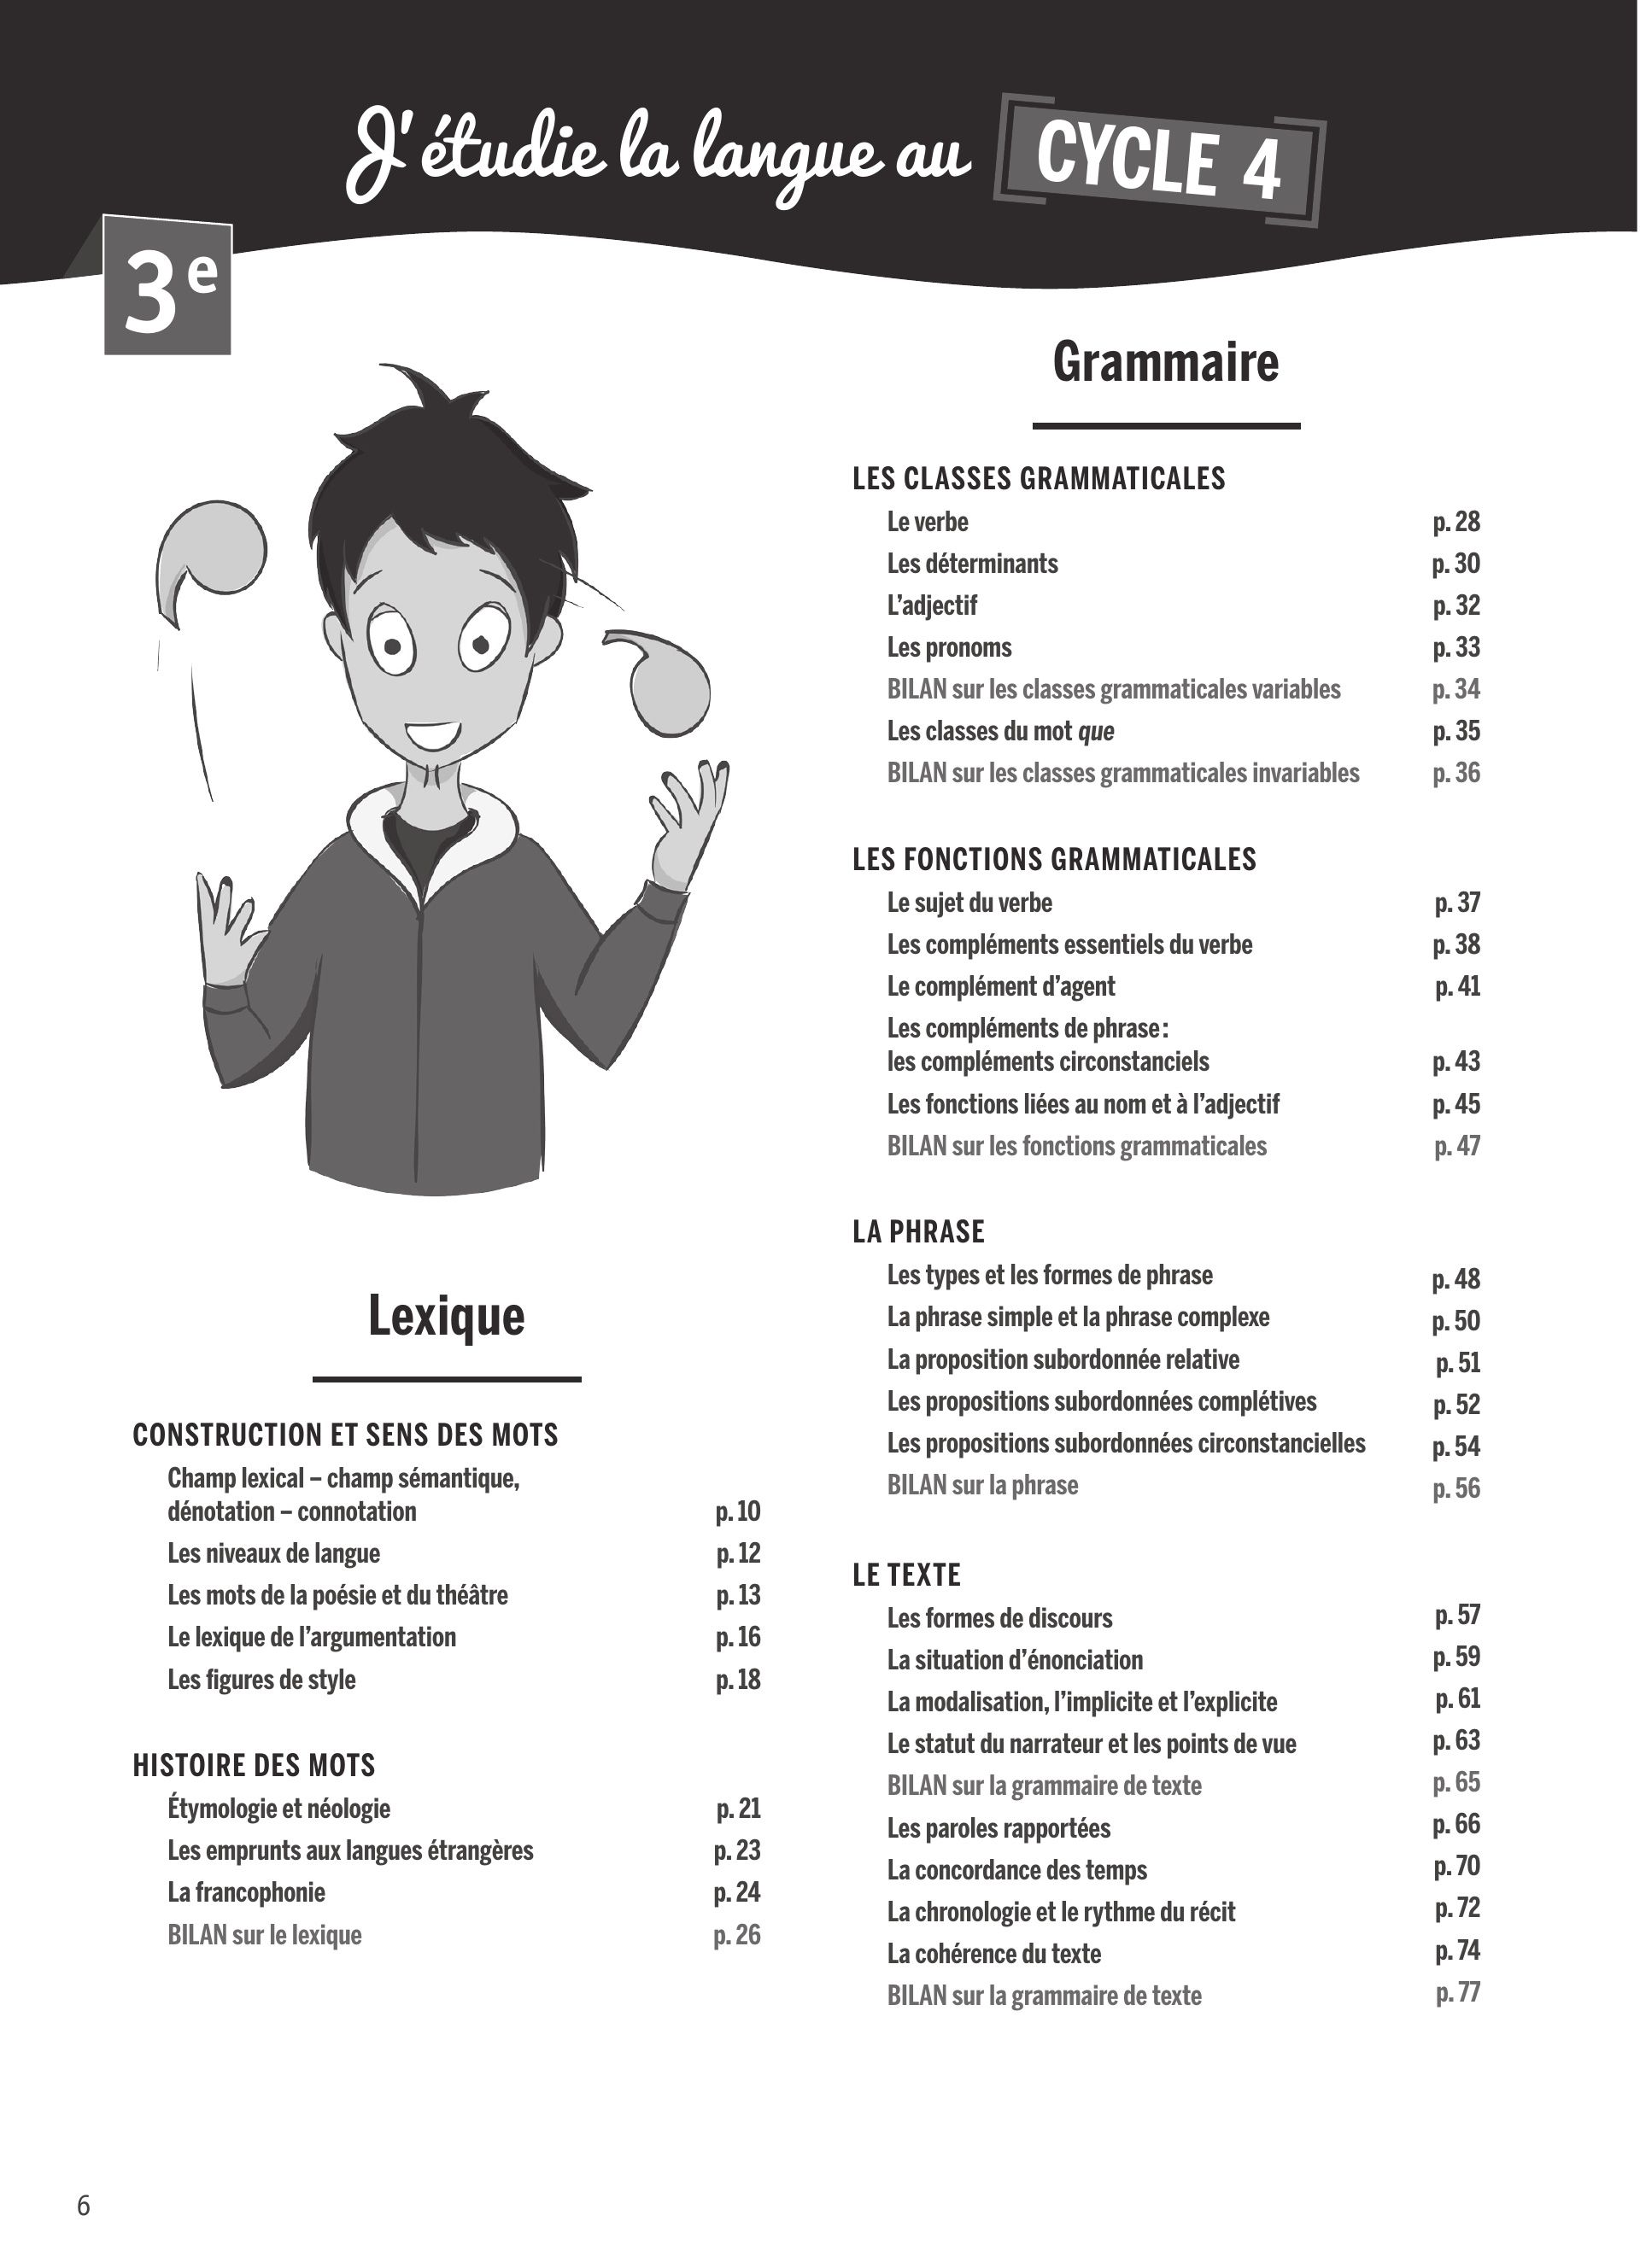 J'étudie la langue au CYCLE 4
3e
Lexique
CONSTRUCTION ET SENS DES MOTS
Champ lexical – champ sémantique,
dénotation – connotation p. 10
Les niveaux de langue p. 12
Les mots de la poésie et du théâtre p. 13
Le lexique de l'argumentation p. 16
Les figures de style p. 18
HISTOIRE DES MOTS
Étymologie et néologie p. 21
Les emprunts aux langues étrangères p. 23
La francophonie p. 24
BILAN sur le lexique p. 26
Grammaire
LES CLASSES GRAMMATICALES
Le verbe p. 28
Les déterminants p. 30
L'adjectif p. 32
Les pronoms p. 33
BILAN sur les classes grammaticales variables p. 34
Les classes du mot que p. 35
BILAN sur les classes grammaticales invariables p. 36
LES FONCTIONS GRAMMATICALES
Le sujet du verbe p. 37
Les compléments essentiels du verbe p. 38
Le complément d'agent p. 41
Les compléments de phrase :
les compléments circonstanciels p. 43
Les fonctions liées au nom et à l'adjectif p. 45
BILAN sur les fonctions grammaticales p. 47
LA PHRASE
Les types et les formes de phrase p. 48
La phrase simple et la phrase complexe p. 50
La proposition subordonnée relative p. 51
Les propositions subordonnées complétives p. 52
Les propositions subordonnées circonstancielles p. 54
BILAN sur la phrase p. 56
LE TEXTE
Les formes de discours p. 57
La situation d'énonciation p. 59
La modalisation, l'implicite et l'explicite p. 61
Le statut du narrateur et les points de vue p. 63
BILAN sur la grammaire de texte p. 65
Les paroles rapportées p. 66
La concordance des temps p. 70
La chronologie et le rythme du récit p. 72
La cohérence du texte p. 74
BILAN sur la grammaire de texte p. 77
6